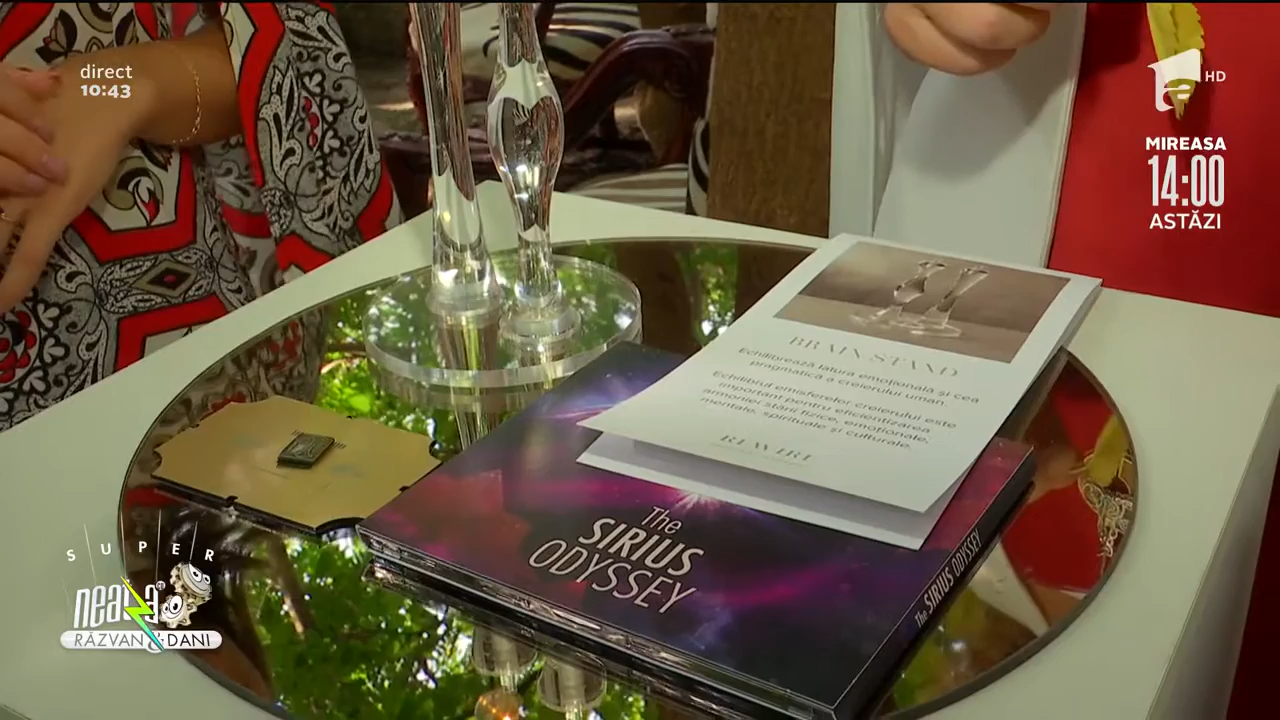 direct
10:43
HD
MIREASA
14:00
ASTĂZI
BRAIN STAND
Echilibrează latura emoțională și cea
pragmatică a creierului uman.
Echilibrul emisferelor creierului este
important pentru eficientizarea
armoniei stării fizice, emoționale,
mentale, spirituale și culturale.
The
SIRIUS
ODYSSEY
The SIRIUS ODYSSEY
SUPER
neatza
RĂZVAN & DANI